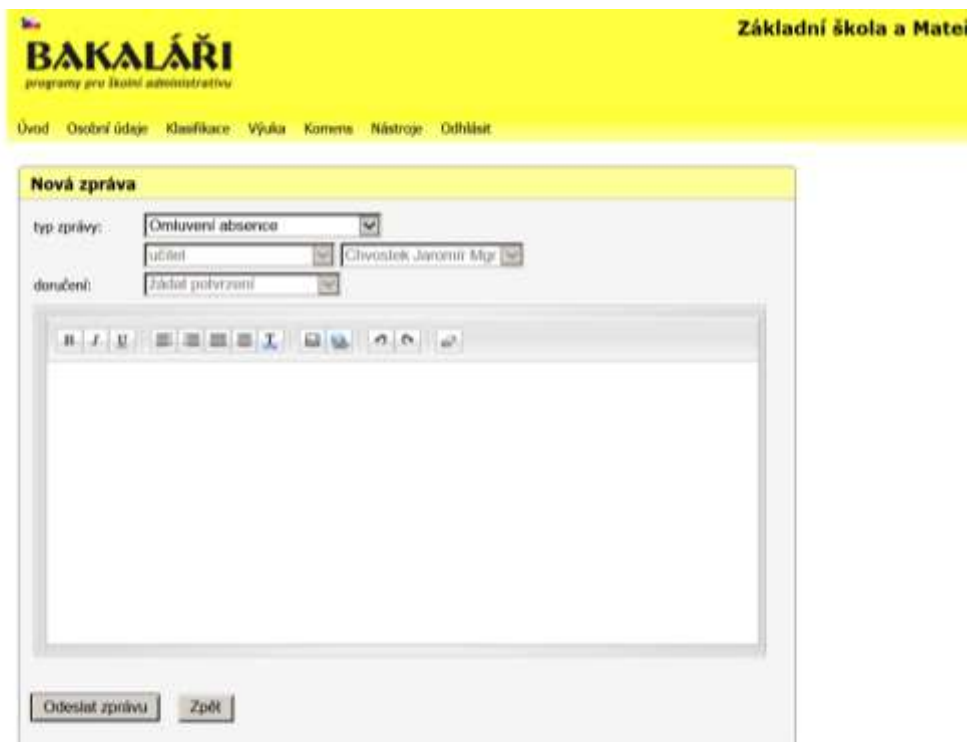 Základní škola a Mateř
BAKALÁŘI
programy pro školní administrativu
Úvod Osobní údaje Klasifikace Výuka Komens Nástroje Odhlásit
Nová zpráva
typ zprávy: Omluvení absence
učitel Chvostek Jaromír Mgr
doručení: žádat potvrzení
B I U T
Odeslat zprávu Zpět